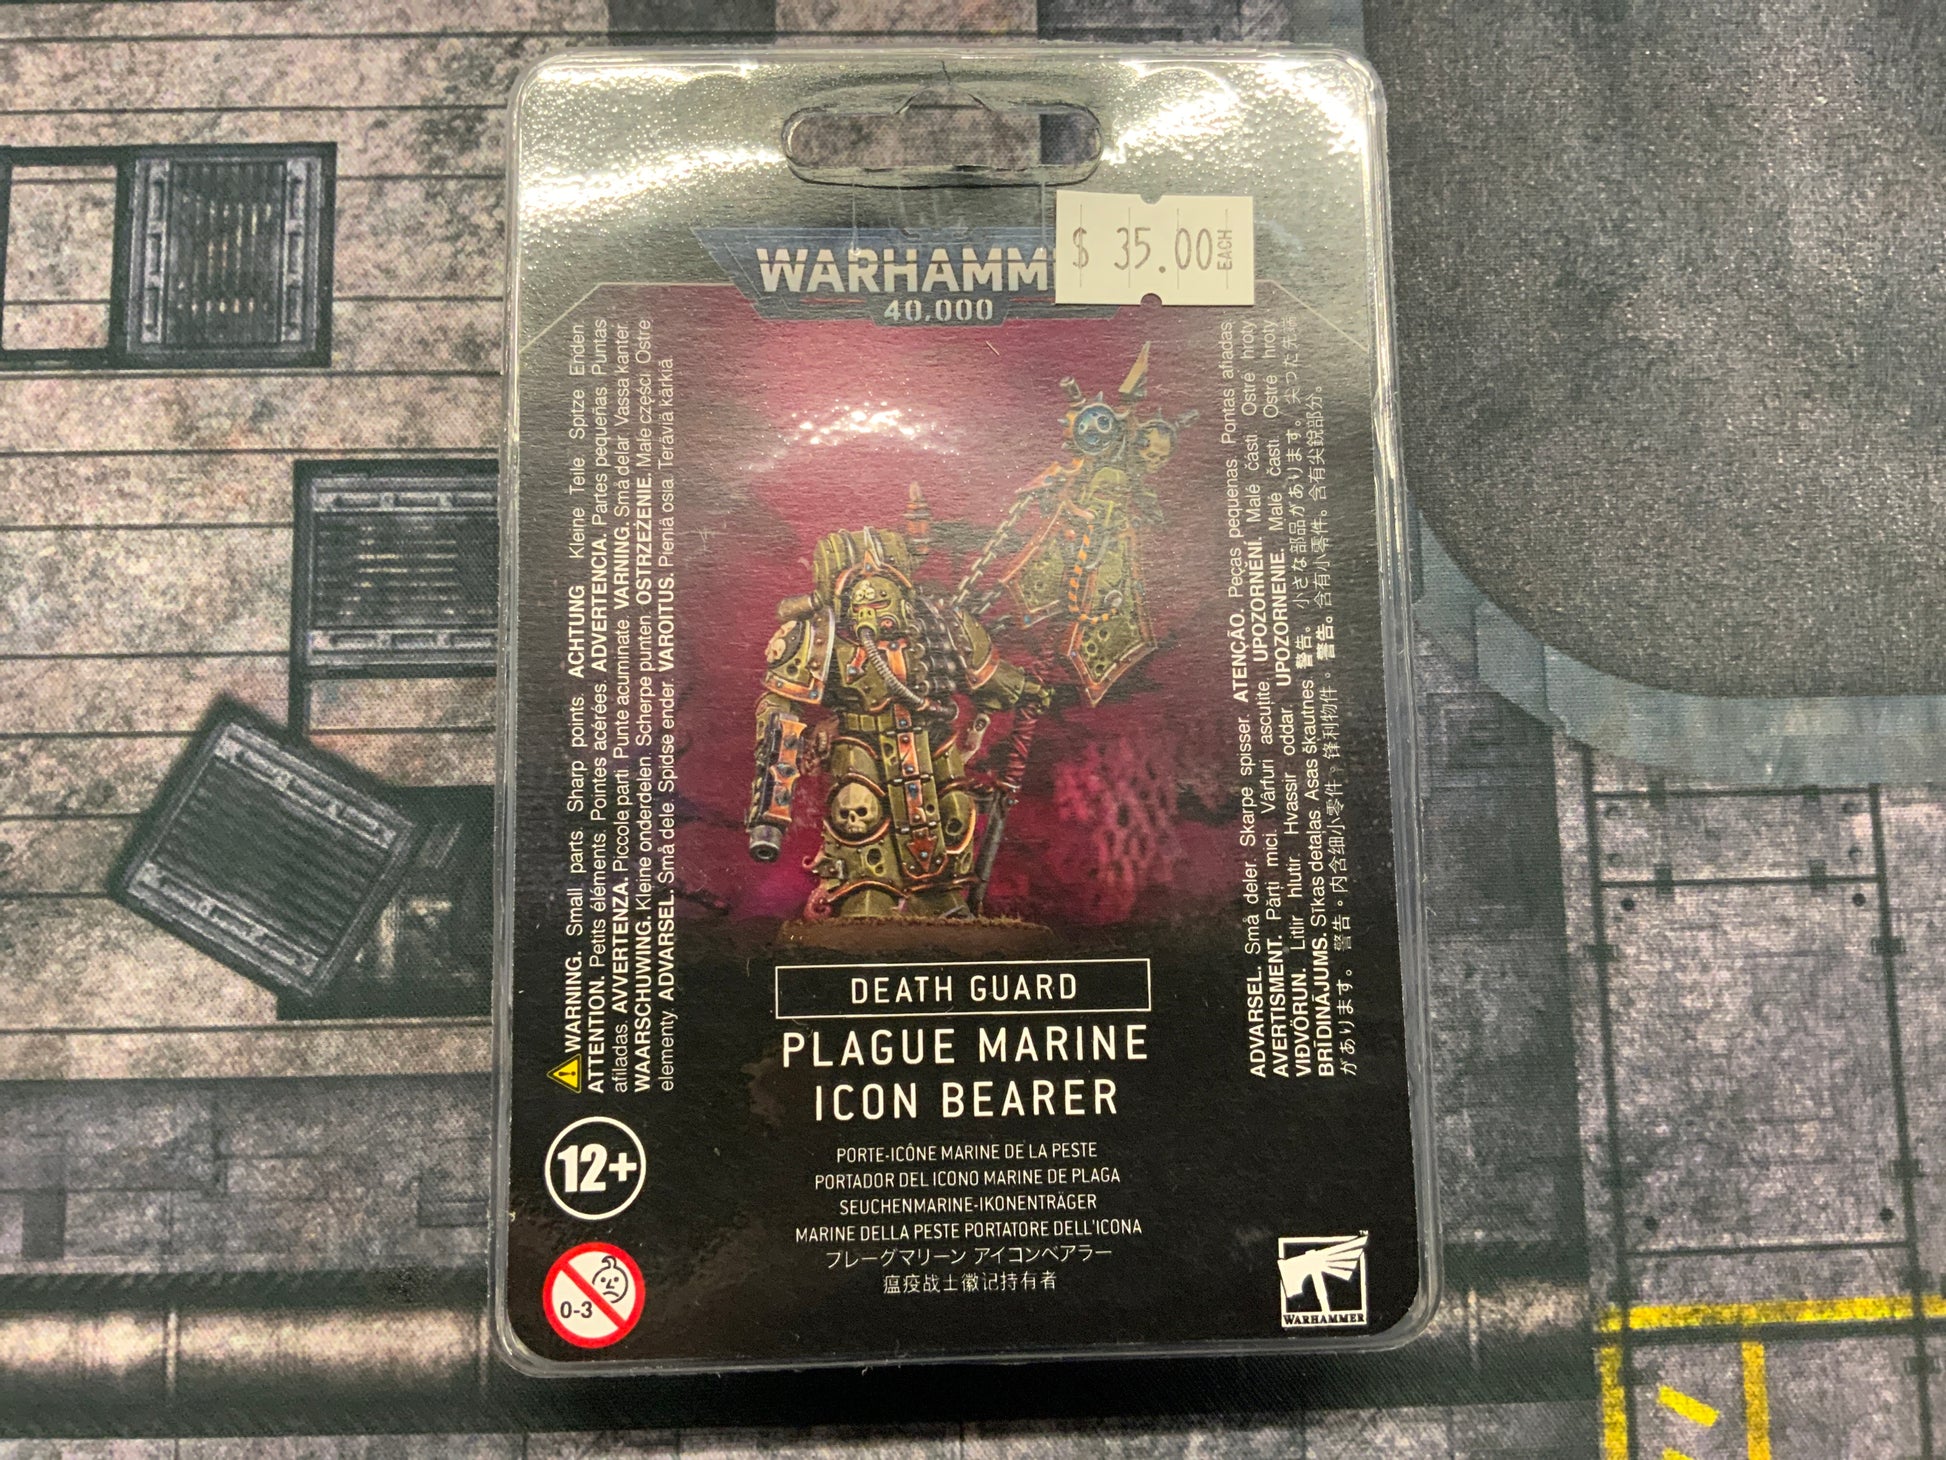 WARHAMM
40,000
$ 35.00 EACH
WARNING. Small parts. Sharp points. ACHTUNG Kleine Teile. Spitze Enden
ATTENTION. Petits éléments. Pointes acérées. ADVERTENCIA. Partes pequeñas. Puntas
afiladas. AVVERTENZA. Piccole parti. Punte acuminate. VARNING. Små delar. Vassa kanter.
WAARSCHUWING. Kleine onderdelen. Scherpe punten. OSTRZEŻENIE. Małe części. Ostre
elementy. ADVARSEL. Små dele. Spidse ender. VAROITUS. Pieniä osia. Teräviä kärkiä
ADVARSEL. Små deler. Skarpe spisser. ATENÇÃO. Peças pequenas. Pontas afiadas.
AVERTISMENT. Părți mici. Vârfuri ascuțite. UPOZORNĚNÍ. Malé části. Ostré hroty
VIÐVÖRUN. Litlir hlutir. Hvassir oddar. UPOZORNENIE. Malé časti. Ostré hroty
BRĪDINĀJUMS. Sīkas detaļas. Asas šķautnes. 警告。小さな部品があります。尖った先端
があります。警告。内含细小零件。锋利物件。警告。含有小零件。含有尖銳部分。
DEATH GUARD
PLAGUE MARINE
ICON BEARER
PORTE-ICÔNE MARINE DE LA PESTE
PORTADOR DEL ICONO MARINE DE PLAGA
SEUCHENMARINE-IKONENTRÄGER
MARINE DELLA PESTE PORTATORE DELL'ICONA
プレーグマリーン アイコンベアラー
瘟疫战士徽记持有者
12+
0-3
WARHAMMER